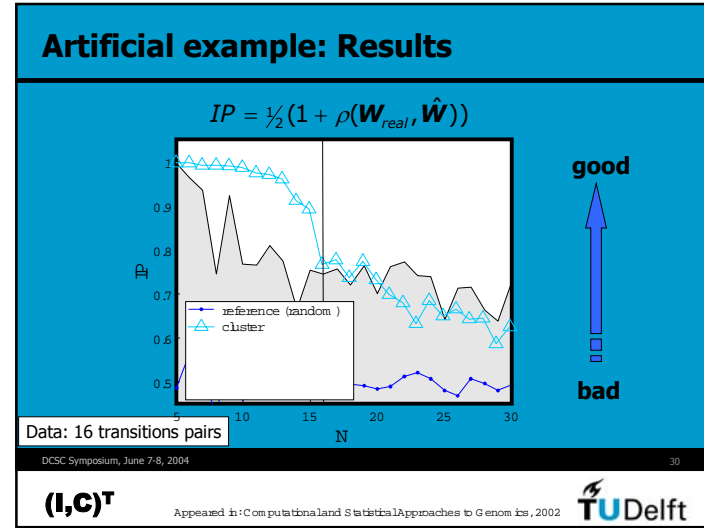 Artificial example: Results
IP = ½(1 + ρ(W_real, Ŵ))
good
bad
1
0.9
0.8
0.7
0.6
0.5
IP
reference (random)
cluster
5 10 15 20 25 30
N
Data: 16 transitions pairs
DCSC Symposium, June 7-8, 2004 30
(I,C)ᵀ
Appeared in: Computational and Statistical Approaches to Genomics, 2002
TUDelft